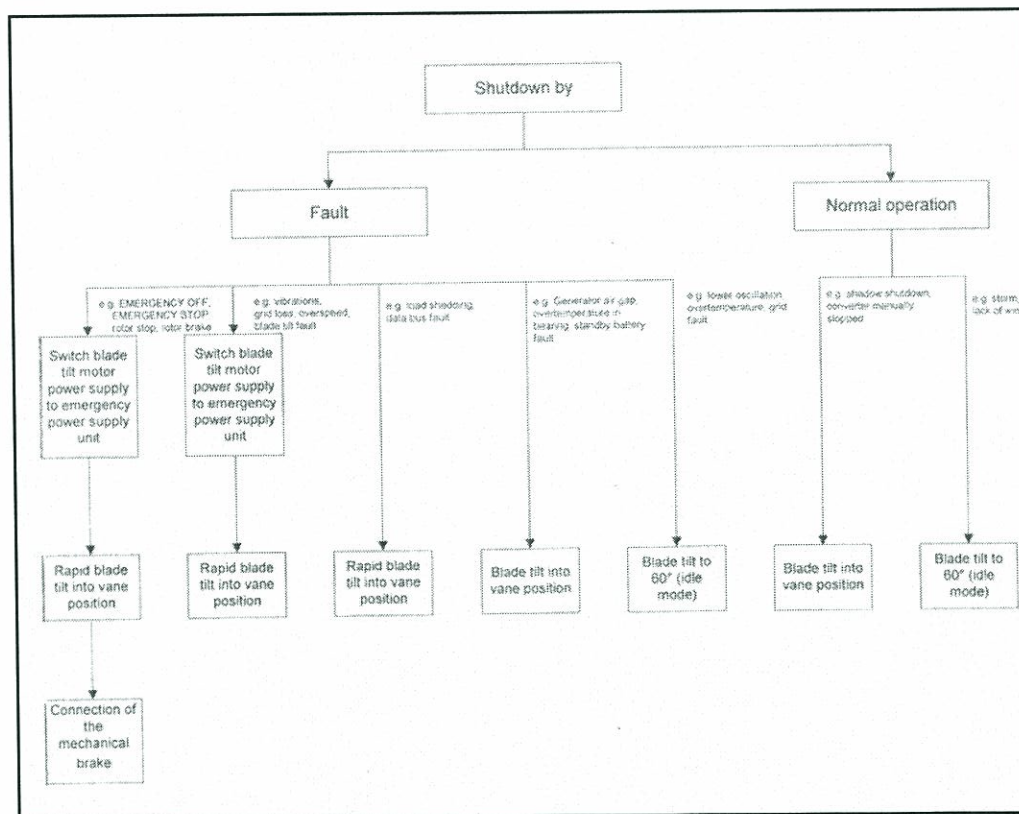 Shutdown by
Fault
Normal operation
e.g. EMERGENCY OFF,
EMERGENCY STOP
rotor stop, rotor brake
e.g. vibrations,
grid loss, overspeed,
blade tilt fault
e.g. load shedding,
data bus fault
e.g. Generator air gap,
overtemperature in
bearing, standby battery
fault
e.g. tower oscillation
overtemperature, grid
fault
e.g. shadow shutdown,
converter manually
stopped
e.g. storm,
lack of
Switch blade
tilt motor
power supply
to emergency
power supply
unit
Switch blade
tilt motor
power supply
to emergency
power supply
unit
Rapid blade
tilt into vane
position
Rapid blade
tilt into vane
position
Rapid blade
tilt into vane
position
Blade tilt into
vane position
Blade tilt to
60° (idle
mode)
Blade tilt into
vane position
Blade tilt to
60° (idle
mode)
Connection of
the
mechanical
brake